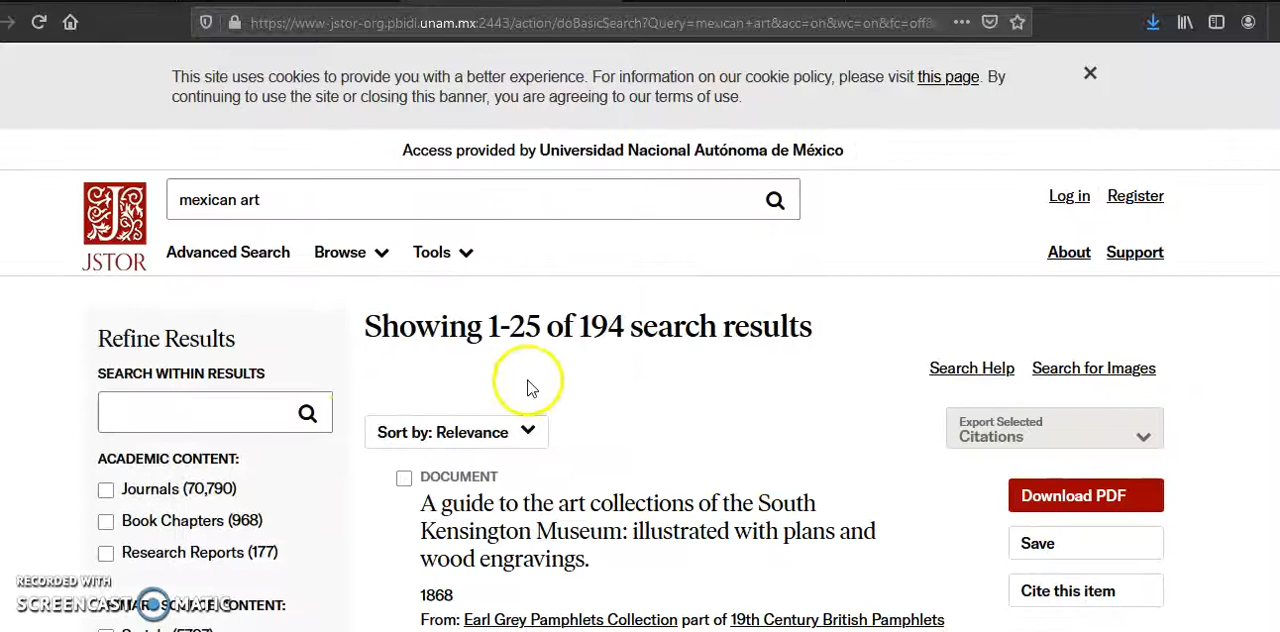 https://www-jstor-org.pbidi.unam.mx:2443/action/doBasicSearch?Query=mexican+art&acc=on&wc=on&fc=off&
This site uses cookies to provide you with a better experience. For information on our cookie policy, please visit this page. By
continuing to use the site or closing this banner, you are agreeing to our terms of use.
Access provided by Universidad Nacional Autónoma de México
mexican art
Log in Register
JSTOR
Advanced Search Browse Tools
About Support
Refine Results
Showing 1-25 of 194 search results
SEARCH WITHIN RESULTS
Search Help Search for Images
Sort by: Relevance
Export Selected
Citations
ACADEMIC CONTENT:
Journals (70,790)
Book Chapters (968)
Research Reports (177)
DOCUMENT
A guide to the art collections of the South
Kensington Museum: illustrated with plans and
wood engravings.
1868
From: Earl Grey Pamphlets Collection part of 19th Century British Pamphlets
Download PDF
Save
Cite this item
RECORDED WITH
SCREENCAST MATIC